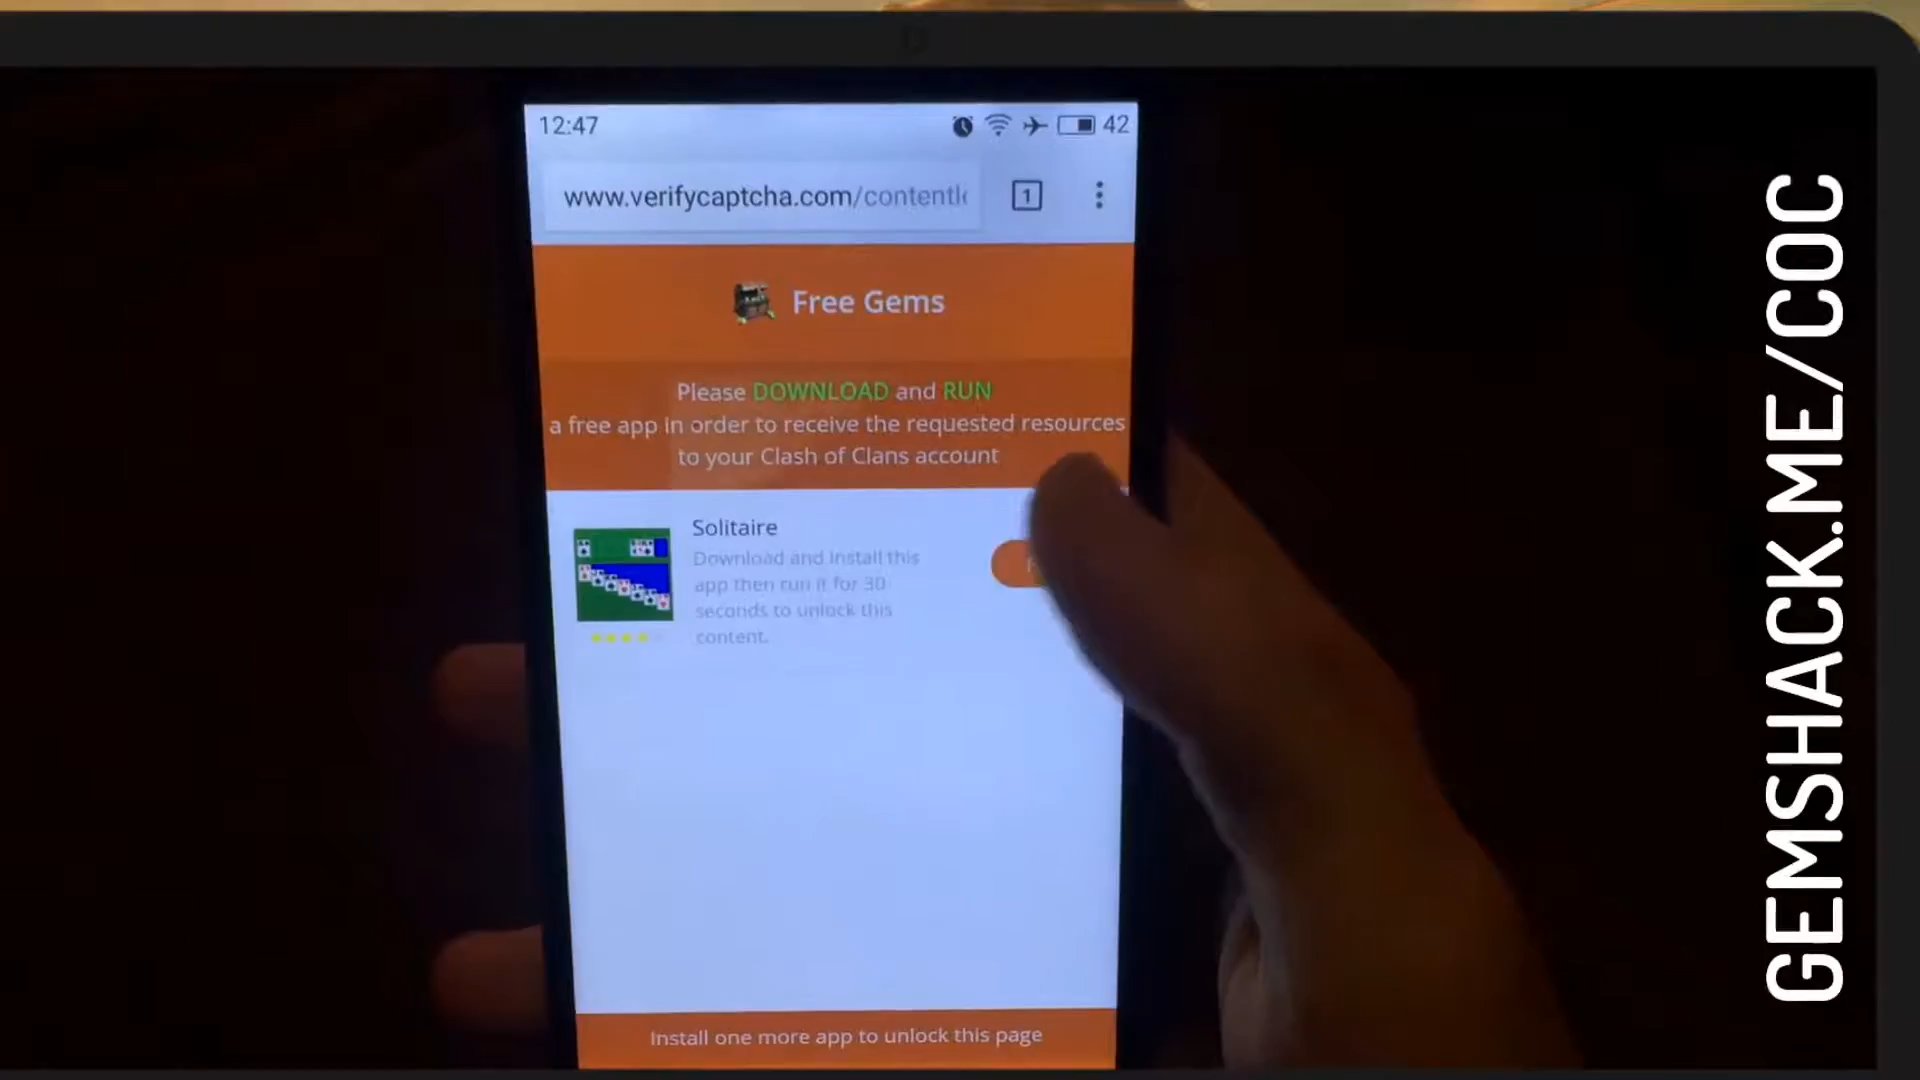 12:47
42
www.verifycaptcha.com/contentl
1
Free Gems
Please DOWNLOAD and RUN
a free app in order to receive the requested resources
to your Clash of Clans account
Solitaire
Download and install this
app then run it for 30
seconds to unlock this
content.
Install one more app to unlock this page
GEMSHACK.ME/COC